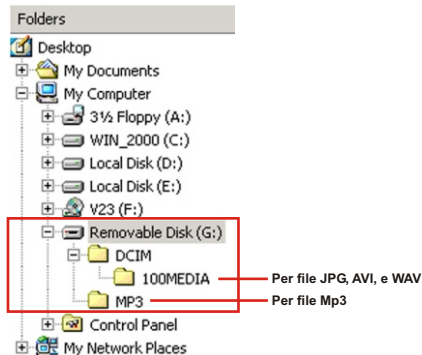 Folders
Desktop
My Documents
My Computer
3½ Floppy (A:)
WIN_2000 (C:)
Local Disk (D:)
Local Disk (E:)
V23 (F:)
Removable Disk (G:)
DCIM
100MEDIA Per file JPG, AVI, e WAV
MP3 Per file Mp3
Control Panel
My Network Places